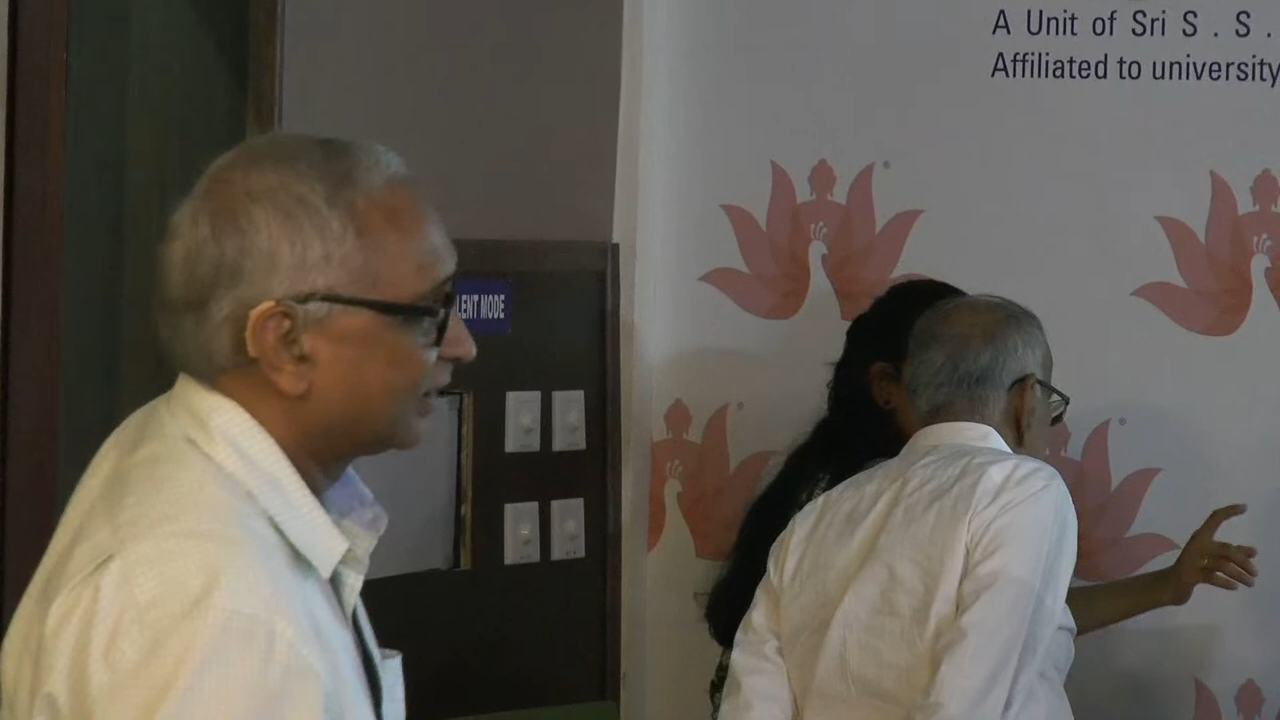 A Unit of Sri S . S .
Affiliated to university
LENT MODE